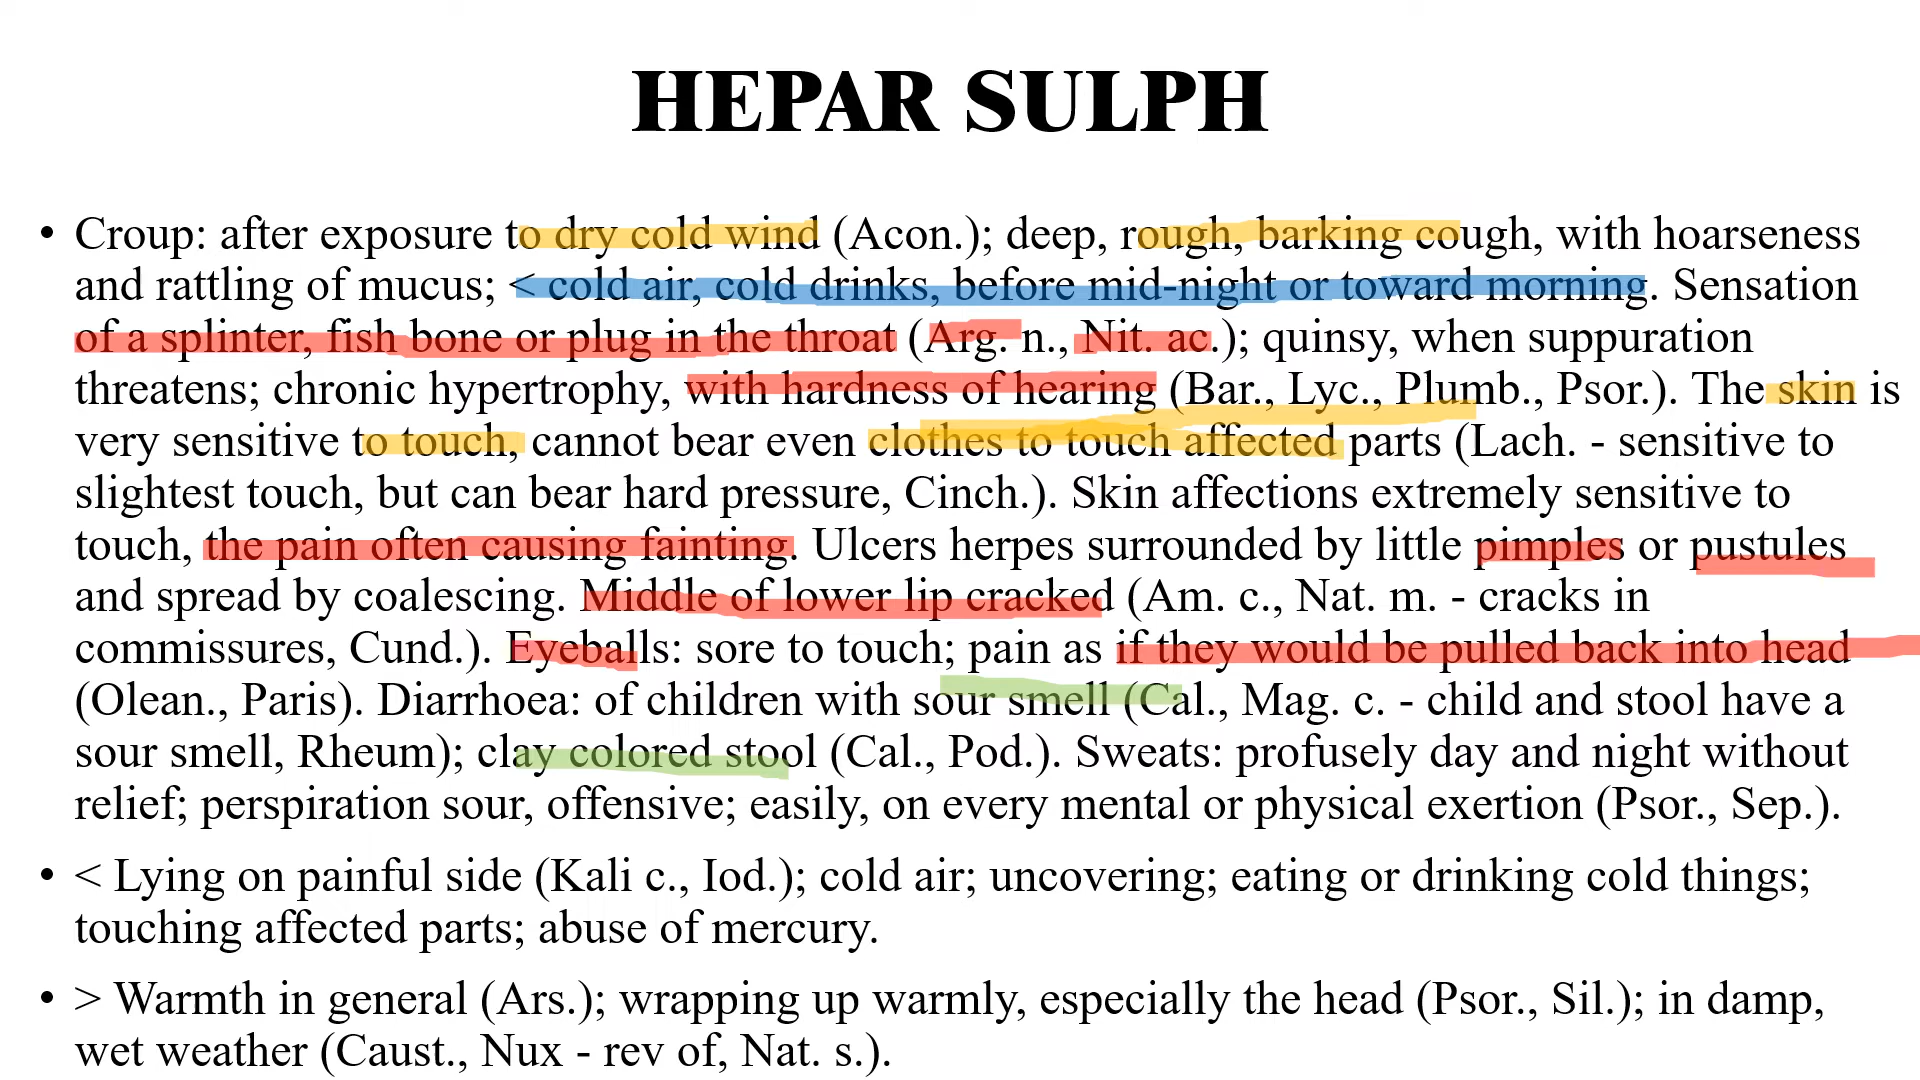 HEPAR SULPH
• Croup: after exposure to dry cold wind (Acon.); deep, rough, barking cough, with hoarseness
and rattling of mucus; < cold air, cold drinks, before mid-night or toward morning. Sensation
of a splinter, fish bone or plug in the throat (Arg. n., Nit. ac.); quinsy, when suppuration
threatens; chronic hypertrophy, with hardness of hearing (Bar., Lyc., Plumb., Psor.). The skin is
very sensitive to touch, cannot bear even clothes to touch affected parts (Lach. - sensitive to
slightest touch, but can bear hard pressure, Cinch.). Skin affections extremely sensitive to
touch, the pain often causing fainting. Ulcers herpes surrounded by little pimples or pustules
and spread by coalescing. Middle of lower lip cracked (Am. c., Nat. m. - cracks in
commissures, Cund.). Eyeballs: sore to touch; pain as if they would be pulled back into head
(Olean., Paris). Diarrhoea: of children with sour smell (Cal., Mag. c. - child and stool have a
sour smell, Rheum); clay colored stool (Cal., Pod.). Sweats: profusely day and night without
relief; perspiration sour, offensive; easily, on every mental or physical exertion (Psor., Sep.).
• < Lying on painful side (Kali c., Iod.); cold air; uncovering; eating or drinking cold things;
touching affected parts; abuse of mercury.
• > Warmth in general (Ars.); wrapping up warmly, especially the head (Psor., Sil.); in damp,
wet weather (Caust., Nux - rev of, Nat. s.).